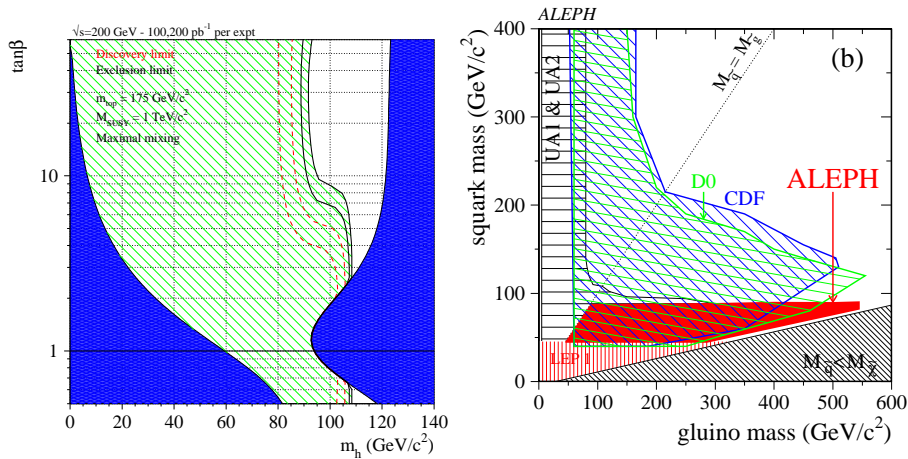 √s=200 GeV - 100,200 pb⁻¹ per expt
tanβ
Discovery limit
Exclusion limit
m_top = 175 GeV/c²
M_SUSY = 1 TeV/c²
Maximal mixing
10
1
0 20 40 60 80 100 120 140
m_h (GeV/c²)
ALEPH
squark mass (GeV/c²)
400
300
200
100
0
UA1 & UA2
M_q̃ = M_g̃
(b)
D0
CDF
ALEPH
LEP 1
M_q̃<M_χ̃
0 100 200 300 400 500 600
gluino mass (GeV/c²)